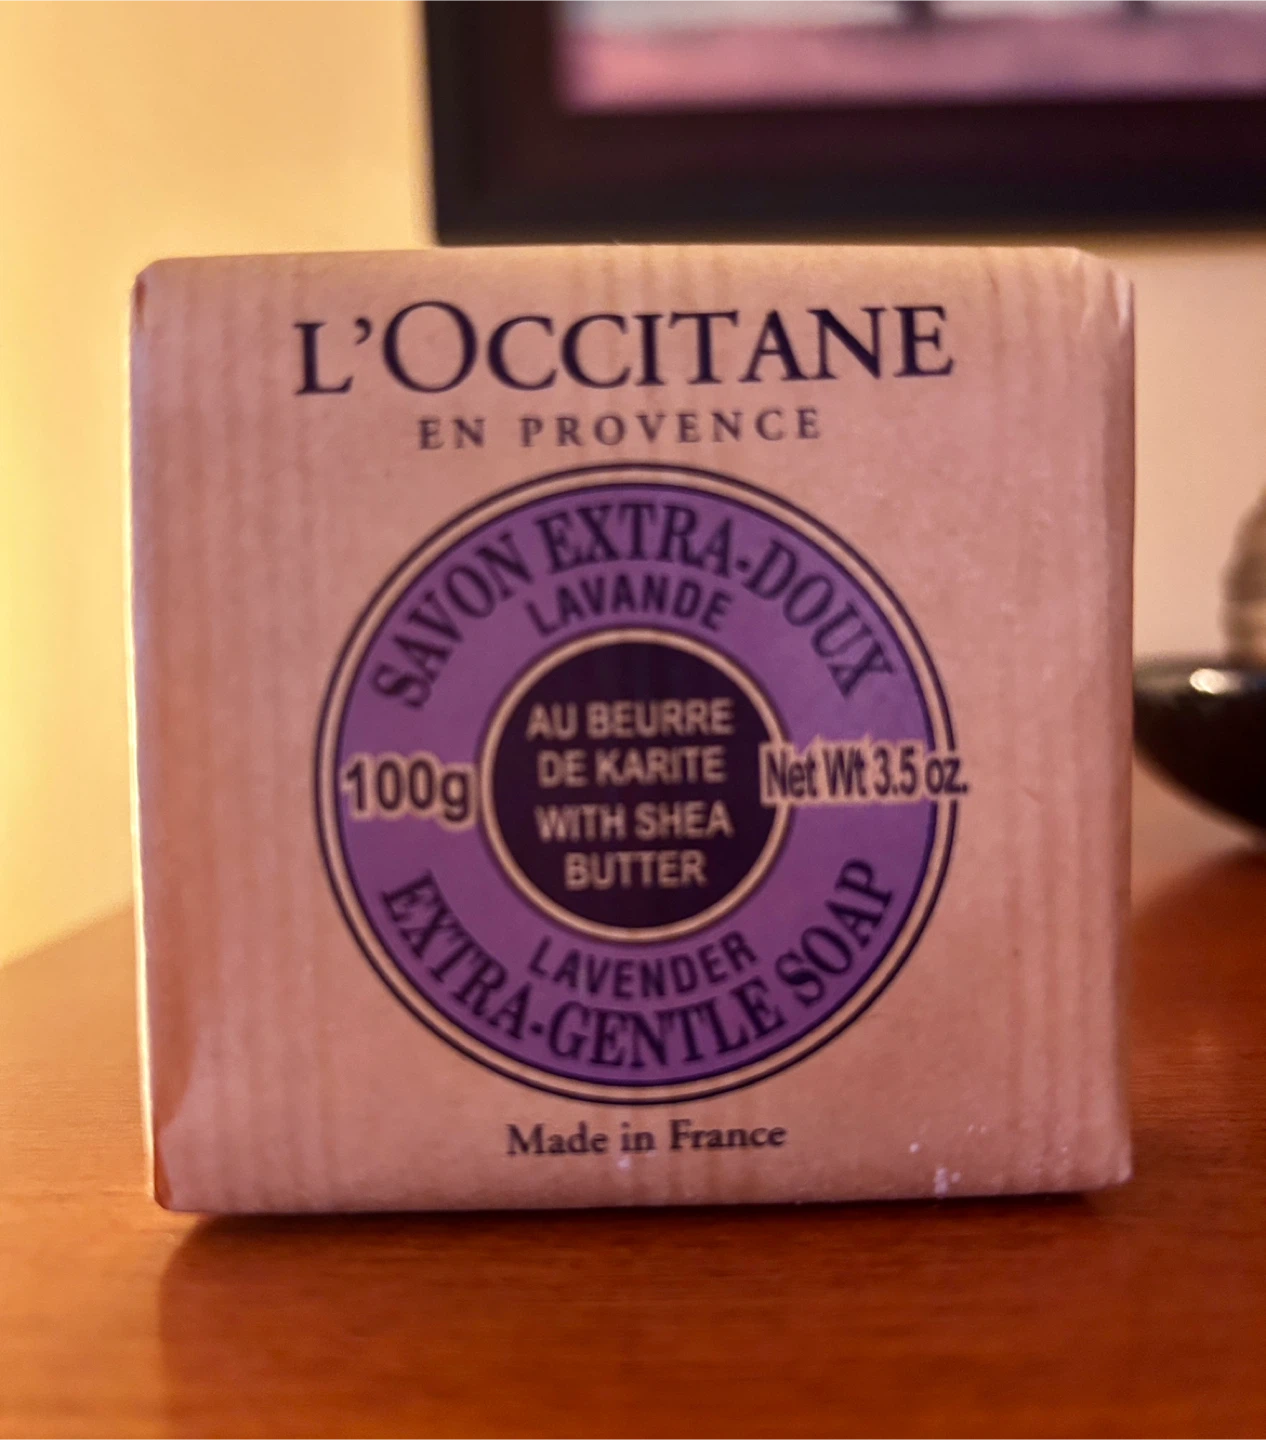 L'OCCITANE
EN PROVENCE
SAVON EXTRA-DOUX
LAVANDE
AU BEURRE
DE KARITE
WITH SHEA
BUTTER
100g
Net Wt 3.5 oz.
LAVENDER
EXTRA-GENTLE SOAP
Made in France